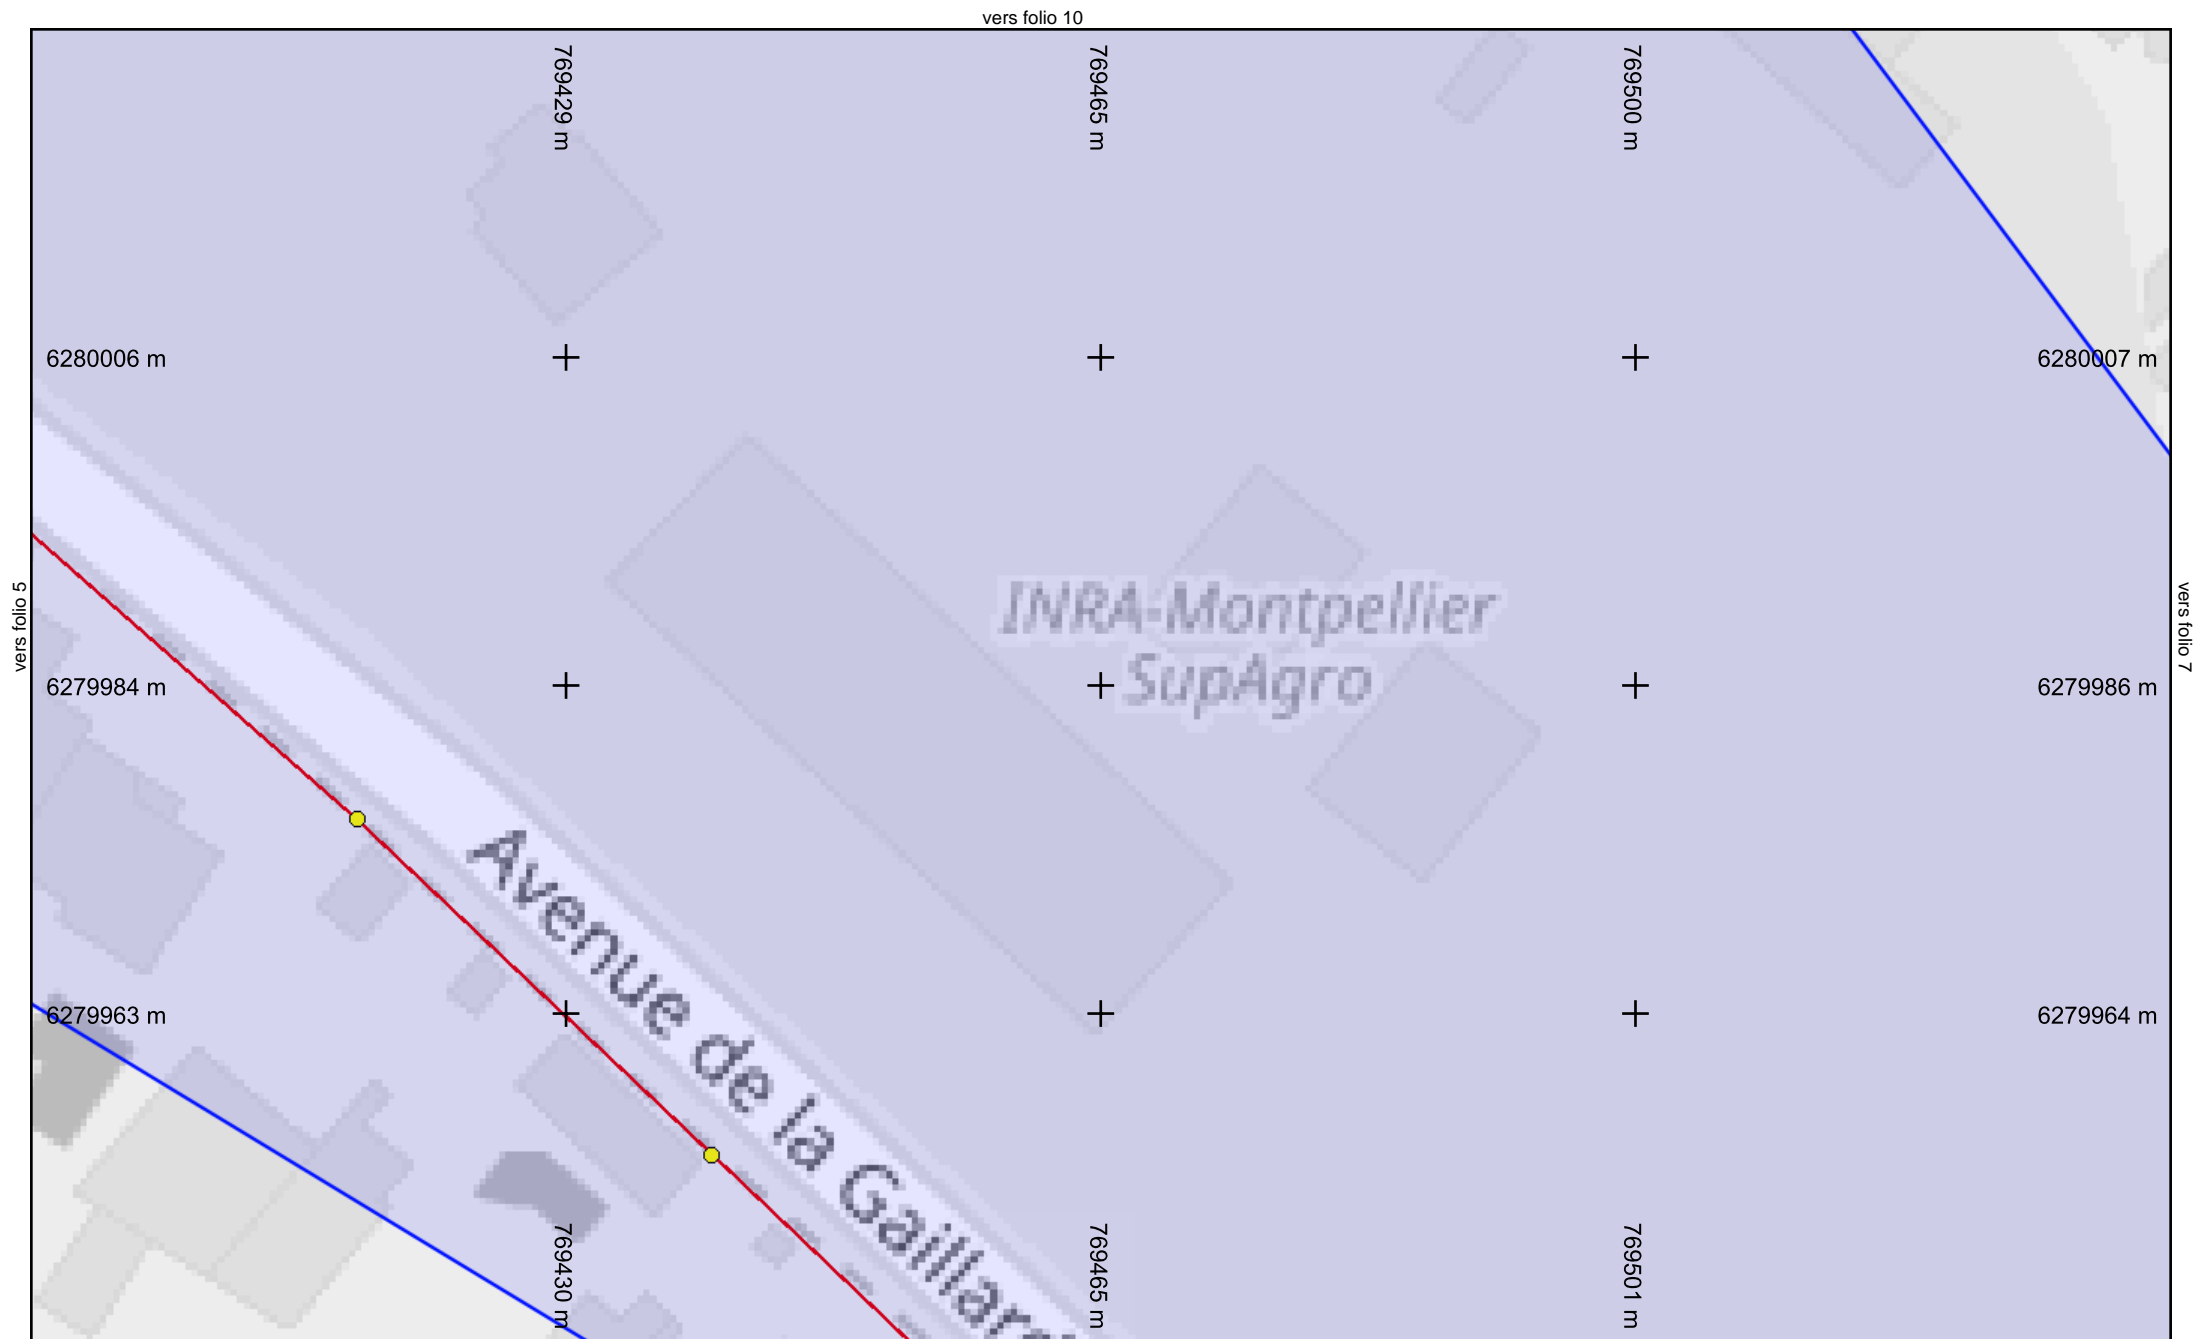 vers folio 10
769429 m
769465 m
769500 m
6280006 m
6280007 m
INRA-Montpellier
SupAgro
vers folio 5
vers folio 7
6279984 m
6279986 m
Avenue de la Gaillard
6279963 m
6279964 m
769430 m
769465 m
769501 m